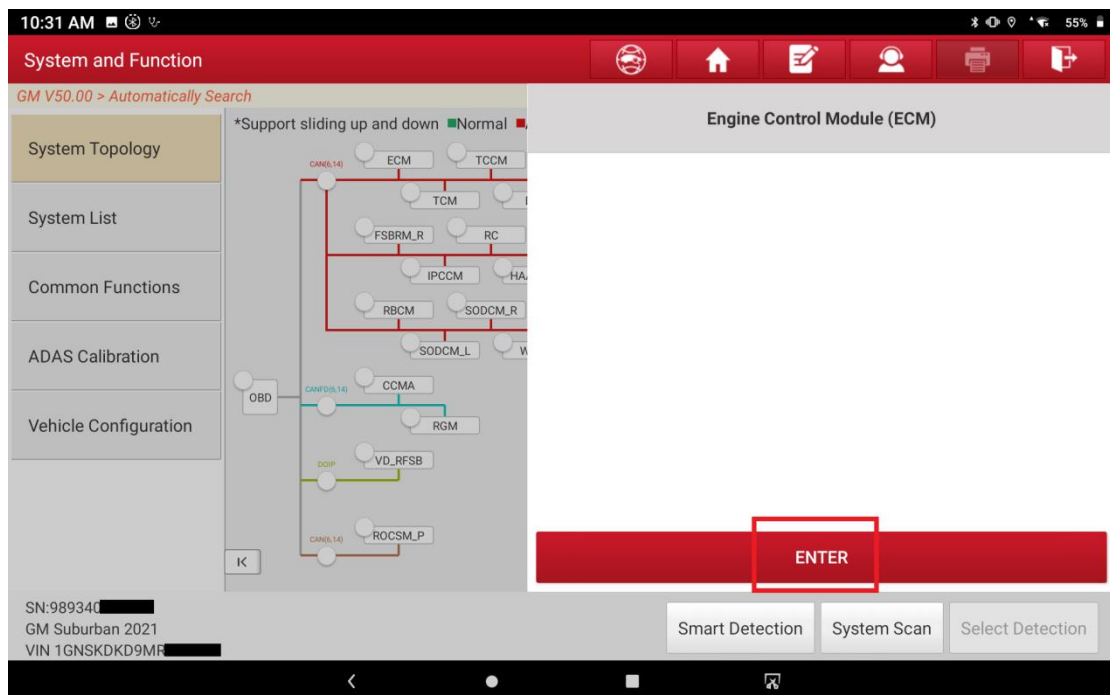 10:31 AM
55%
System and Function
GM V50.00 > Automatically Search
System Topology
System List
Common Functions
ADAS Calibration
Vehicle Configuration
*Support sliding up and down Normal
CAN(6,14)
ECM
TCCM
TCM
FSBRM_R
RC
IPCCM
HA
RBCM
SODCM_R
SODCM_L
W
OBD
CANFD(6,14)
CCMA
RGM
DOIP
VD_RFSB
CAN(6,14)
ROCSM_P
Engine Control Module (ECM)
ENTER
SN:989340
GM Suburban 2021
VIN 1GNSKDKD9MR
Smart Detection
System Scan
Select Detection